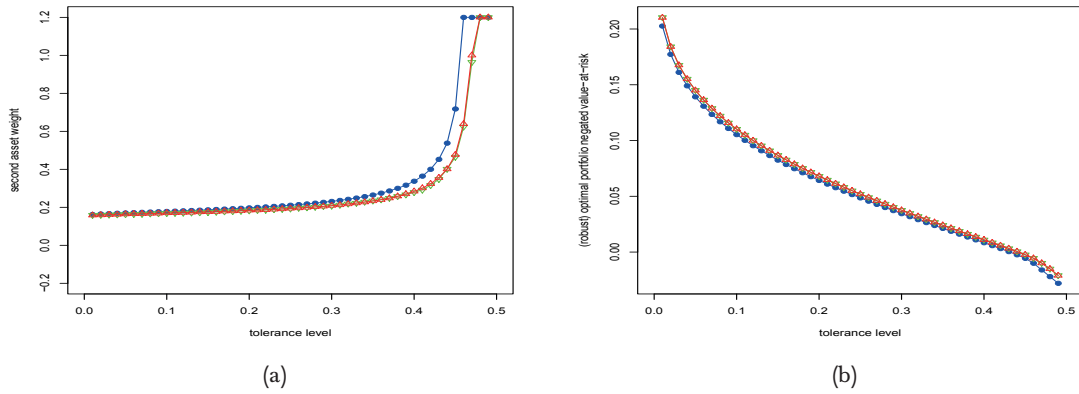 second asset weight
1.2
1.0
0.8
0.6
0.4
0.2
0.0
−0.2
0.0 0.1 0.2 0.3 0.4 0.5
tolerance level
(a)
(robust) optimal portfolio negated value−at−risk
0.20
0.15
0.10
0.05
0.00
0.0 0.1 0.2 0.3 0.4 0.5
tolerance level
(b)